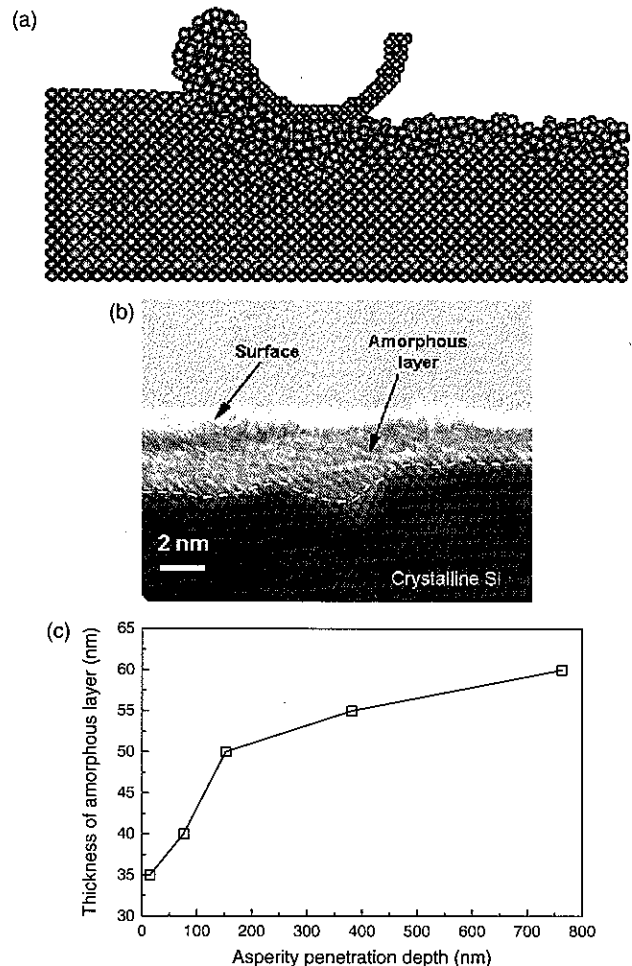 (a)
(b)
Surface
Amorphous
layer
2 nm
Crystalline Si
(c)
Thickness of amorphous layer (nm)
65
60
55
50
45
40
35
30
0 100 200 300 400 500 600 700 800
Asperity penetration depth (nm)